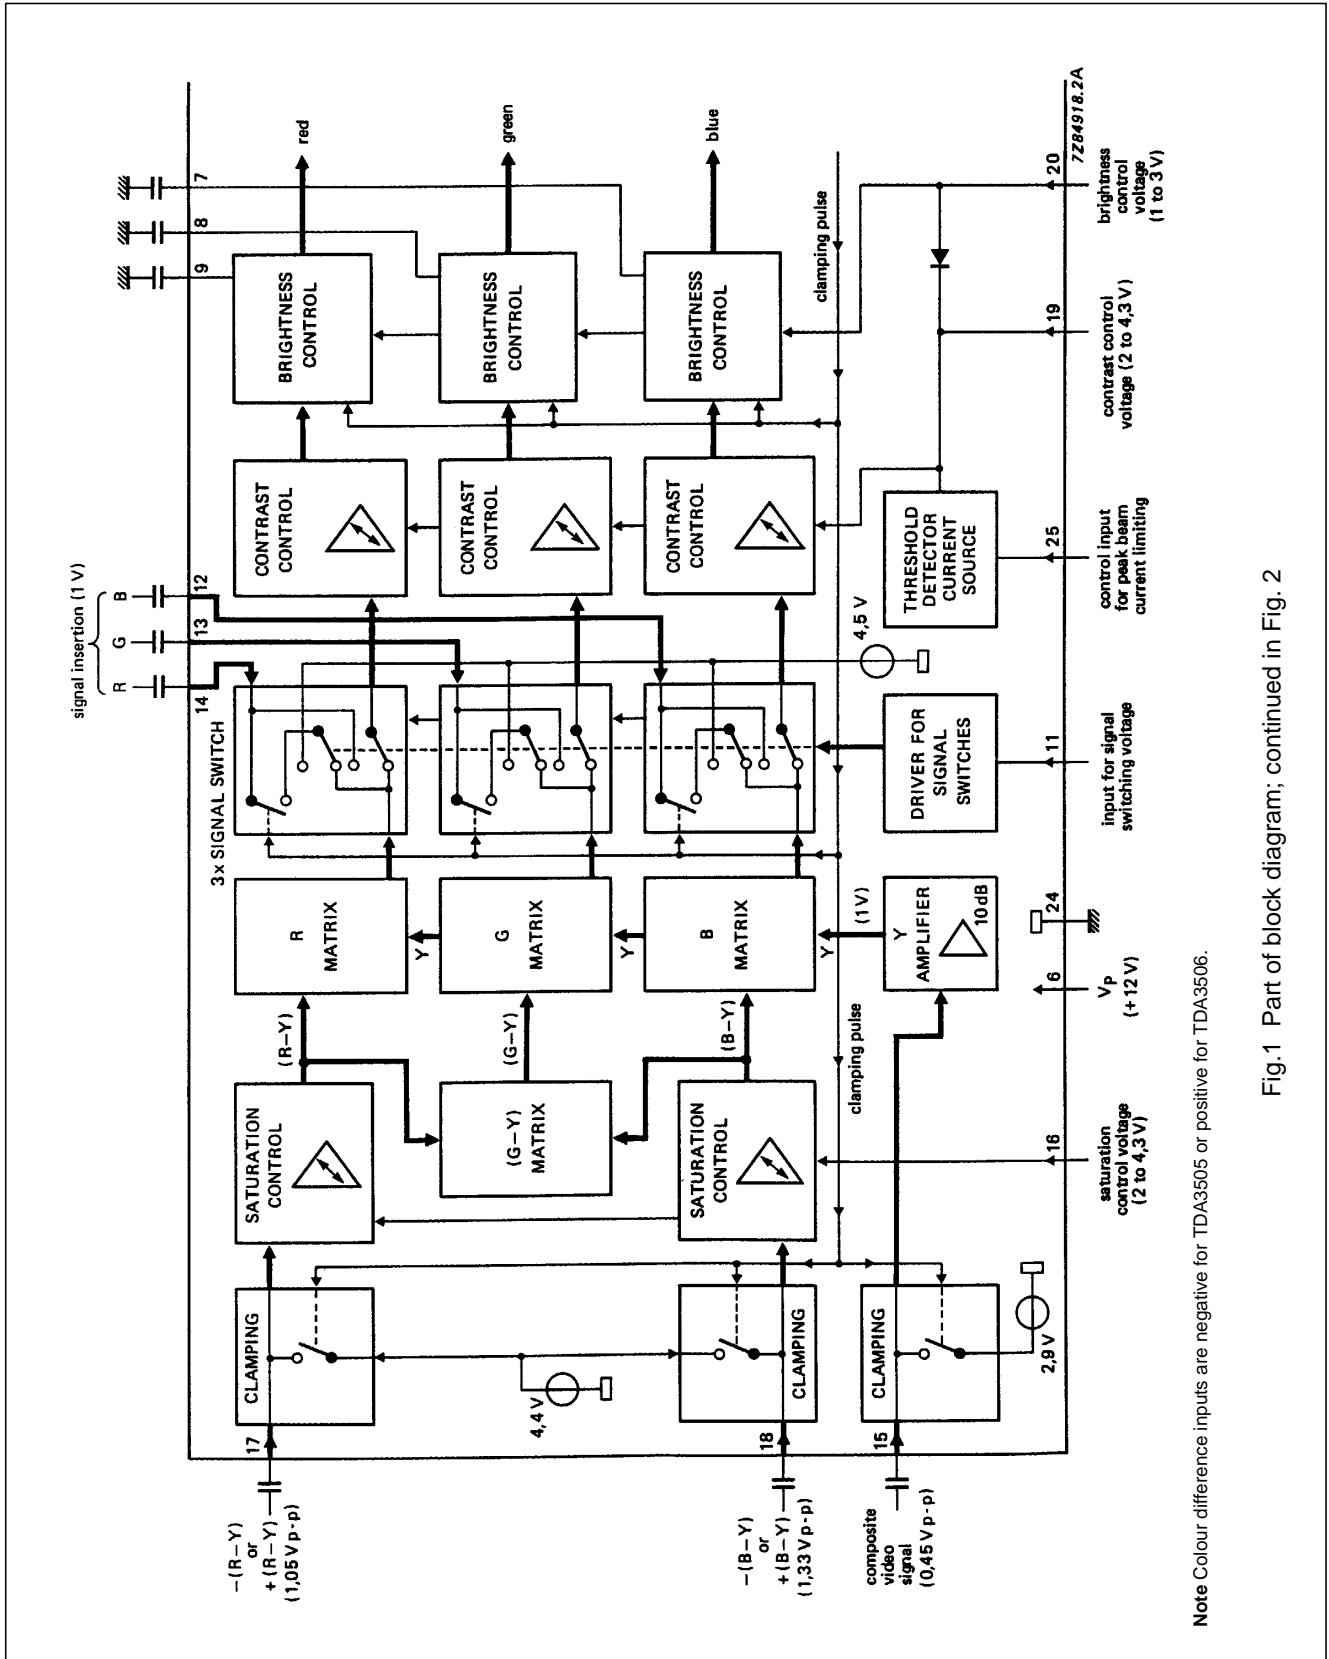 signal insertion (1 V)
R
G
B
14
13
12
9
8
7
-(R-Y)
or
+(R-Y)
(1,05 V p-p)
17
CLAMPING
SATURATION
CONTROL
(R-Y)
R
MATRIX
3x SIGNAL SWITCH
CONTRAST
CONTROL
BRIGHTNESS
CONTROL
red
4,4 V
(G-Y)
MATRIX
(G-Y)
Y
G
MATRIX
CONTRAST
CONTROL
BRIGHTNESS
CONTROL
green
-(B-Y)
or
+(B-Y)
(1,33 V p-p)
18
CLAMPING
SATURATION
CONTROL
(B-Y)
Y
B
MATRIX
CONTRAST
CONTROL
BRIGHTNESS
CONTROL
blue
clamping pulse
clamping pulse
Y
(1V)
4,5 V
composite
video
signal
(0,45 V p-p)
15
CLAMPING
2,9 V
Y
AMPLIFIER
10 dB
DRIVER FOR
SIGNAL
SWITCHES
THRESHOLD
DETECTOR
CURRENT
SOURCE
16
6
24
11
25
19
20
7Z84918.2A
saturation
control voltage
(2 to 4,3 V)
VP
(+ 12 V)
input for signal
switching voltage
control input
for peak beam
current limiting
contrast control
voltage (2 to 4,3 V)
brightness
control
voltage
(1 to 3 V)
Note Colour difference inputs are negative for TDA3505 or positive for TDA3506.
Fig.1 Part of block diagram; continued in Fig. 2